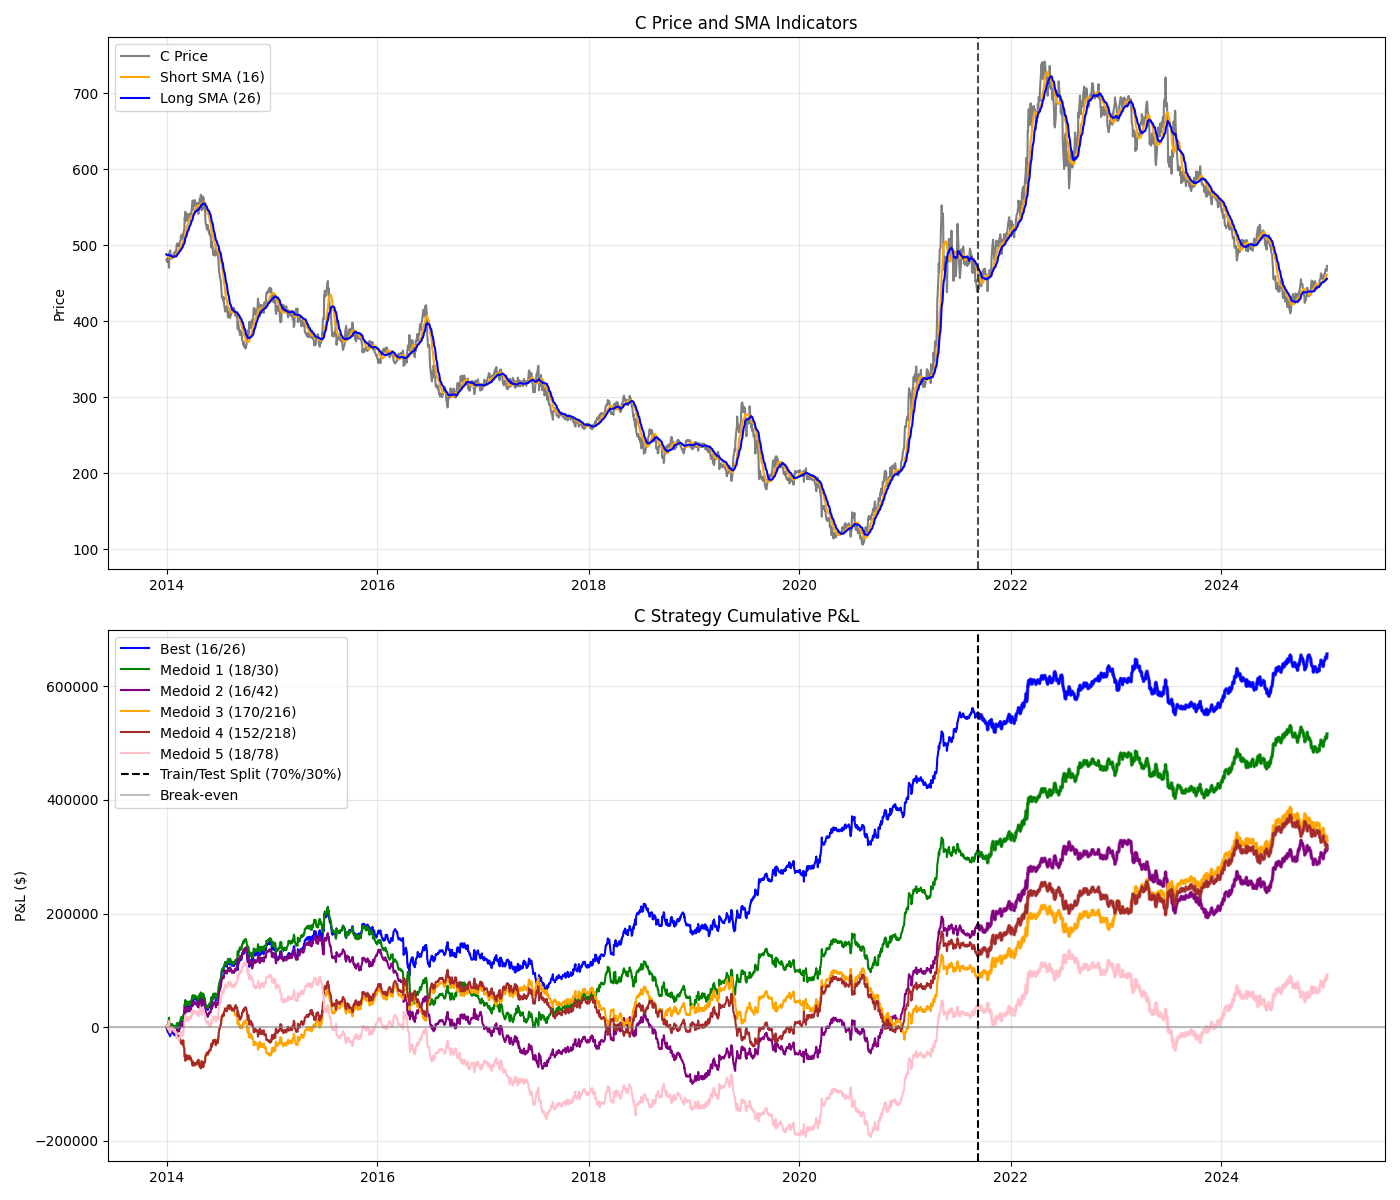 C Price and SMA Indicators
C Price
Short SMA (16)
Long SMA (26)
Price
700
600
500
400
300
200
100
2014
2016
2018
2020
2022
2024
C Strategy Cumulative P&L
Best (16/26)
Medoid 1 (18/30)
Medoid 2 (16/42)
Medoid 3 (170/216)
Medoid 4 (152/218)
Medoid 5 (18/78)
Train/Test Split (70%/30%)
Break-even
P&L ($)
600000
400000
200000
0
−200000
2014
2016
2018
2020
2022
2024